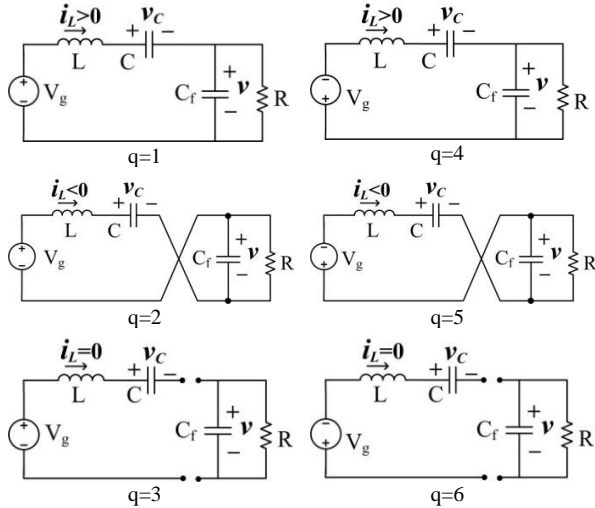 i_L>0 + v_C −
L C
+ − V_g
C_f + v − R
q=1
i_L>0 + v_C −
L C
− + V_g
C_f + v − R
q=4
i_L<0 + v_C −
L C
+ − V_g
C_f + v − R
q=2
i_L<0 + v_C −
L C
− + V_g
C_f + v − R
q=5
i_L=0 + v_C −
L C
+ − V_g
C_f + v − R
q=3
i_L=0 + v_C −
L C
− + V_g
C_f + v − R
q=6